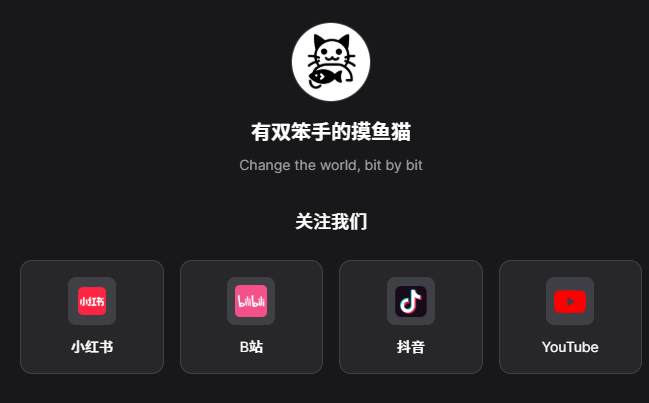 有双笨手的摸鱼猫
Change the world, bit by bit
关注我们
小红书
bilibili
小红书
B站
抖音
YouTube